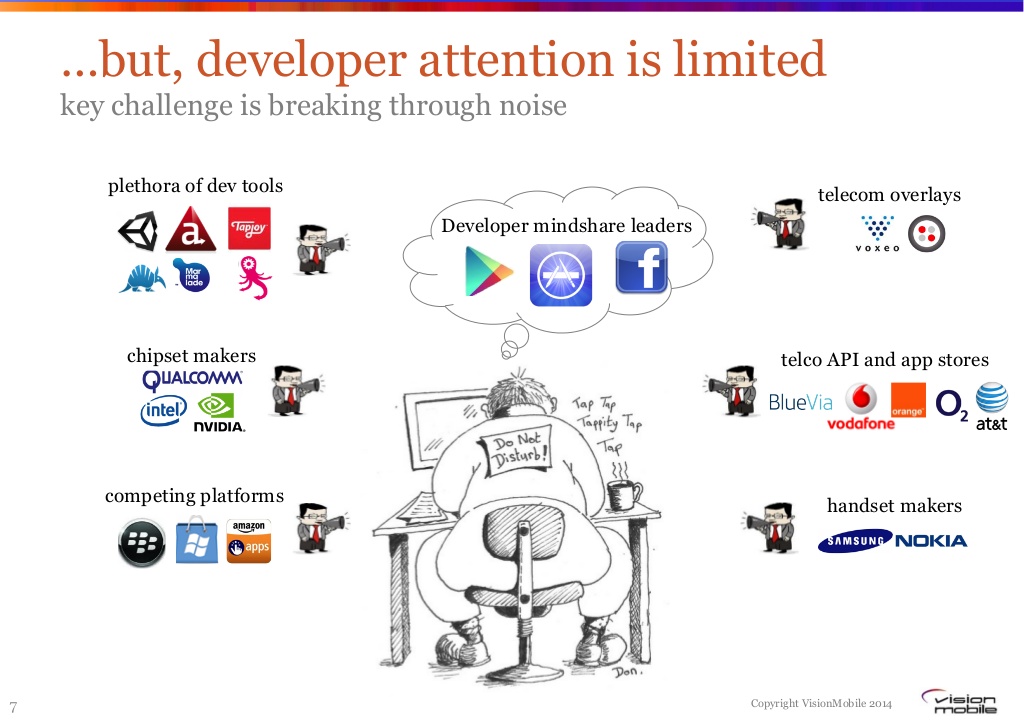 ...but, developer attention is limited
key challenge is breaking through noise
plethora of dev tools
a
Tapjoy
Mar
mala
de
Developer mindshare leaders
f
telecom overlays
voxeo
chipset makers
QUALCOMM
intel
NVIDIA.
telco API and app stores
BlueVia
vodafone
orange
O2
at&t
Tap Tap
Tappity Tap
Tap
Do Not
Disturb!
competing platforms
amazon
apps
handset makers
SAMSUNG
NOKIA
Don.
7
Copyright VisionMobile 2014
vision
mobile